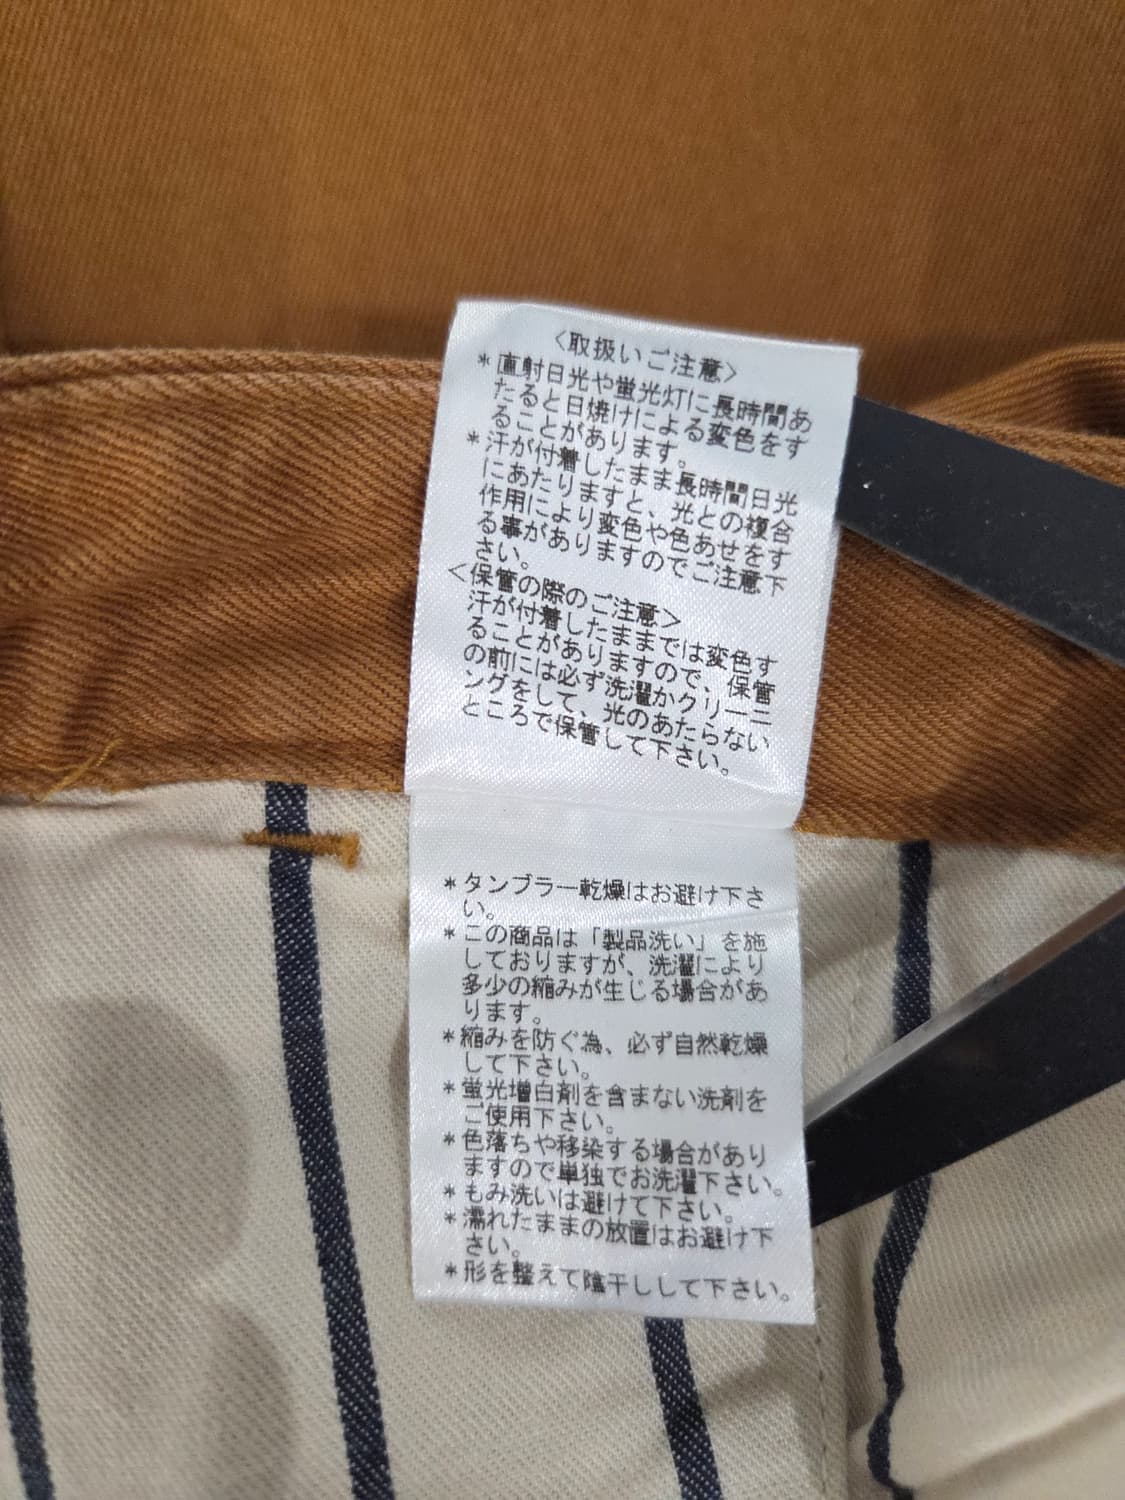 <取扱いご注意>
*直射日光や蛍光灯に長時間あ
たると日焼けによる変色をす
ることがあります。
*汗が付着したまま長時間日光
にあたりますと、光との複合
作用により変色や色あせをす
る事がありますのでご注意下
さい。
<保管の際のご注意>
汗が付着したままでは変色す
ることがありますので、保管
の前には必ず洗濯かクリーニ
ングをして、光のあたらない
ところで保管して下さい。
*タンブラー乾燥はお避け下さ
い。
*この商品は「製品洗い」を施
しておりますが、洗濯により
多少の縮みが生じる場合があ
ります。
*縮みを防ぐ為、必ず自然乾燥
して下さい。
*蛍光増白剤を含まない洗剤を
ご使用下さい。
*色落ちや移染する場合があり
ますので単独でお洗濯下さい。
*もみ洗いは避けて下さい。
*濡れたままの放置はお避け下
さい。
*形を整えて陰干しして下さい。